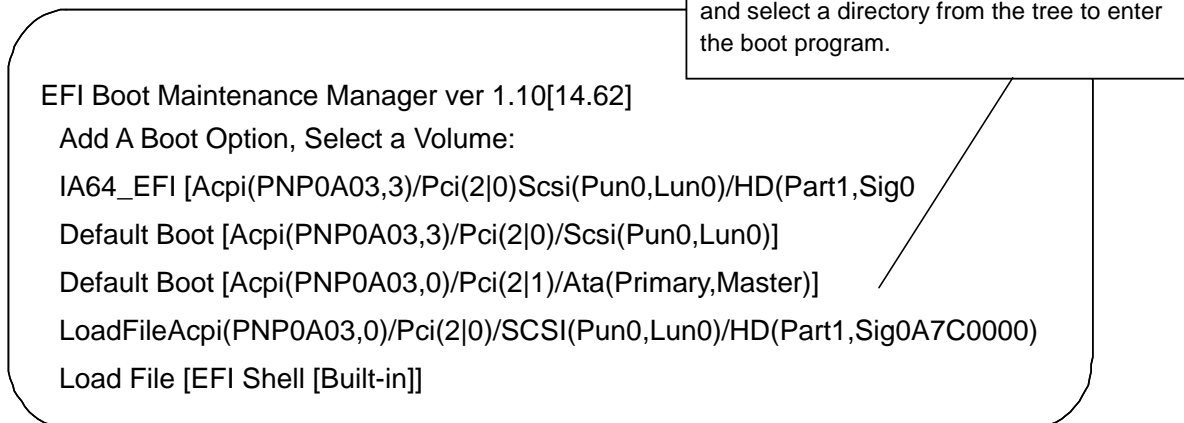 and select a directory from the tree to enter
the boot program.
EFI Boot Maintenance Manager ver 1.10[14.62]
Add A Boot Option, Select a Volume:
IA64_EFI [Acpi(PNP0A03,3)/Pci(2|0)Scsi(Pun0,Lun0)/HD(Part1,Sig0
Default Boot [Acpi(PNP0A03,3)/Pci(2|0)/Scsi(Pun0,Lun0)]
Default Boot [Acpi(PNP0A03,0)/Pci(2|1)/Ata(Primary,Master)]
LoadFileAcpi(PNP0A03,0)/Pci(2|0)/SCSI(Pun0,Lun0)/HD(Part1,Sig0A7C0000)
Load File [EFI Shell [Built-in]]